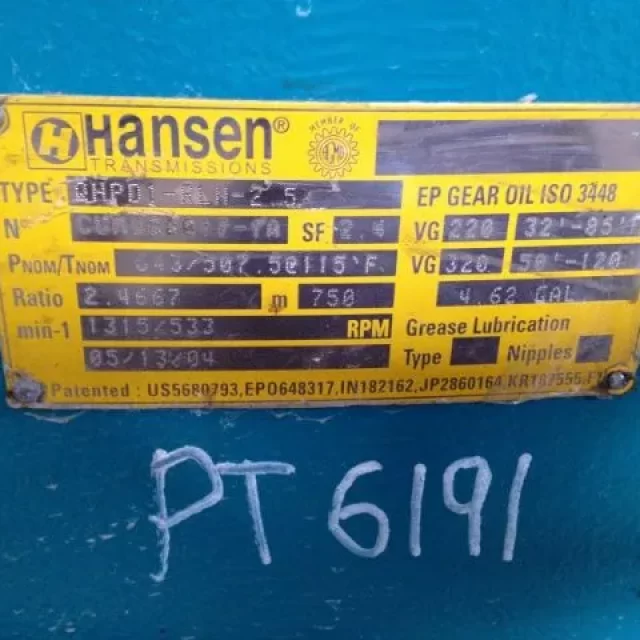 Hansen®
TRANSMISSIONS
MEMBER OF
TYPE EP GEAR OIL ISO 3448
N° SF 2.4 VG 220
PNOM/TNOM VG 320
Ratio 2.4667 m 750 4.62 GAL
min-1 1315/533 RPM Grease Lubrication
05/13/04 Type Nipples
Patented : US5680793,EP0648317,IN182162,JP2860164,KR187555,
PT 6191